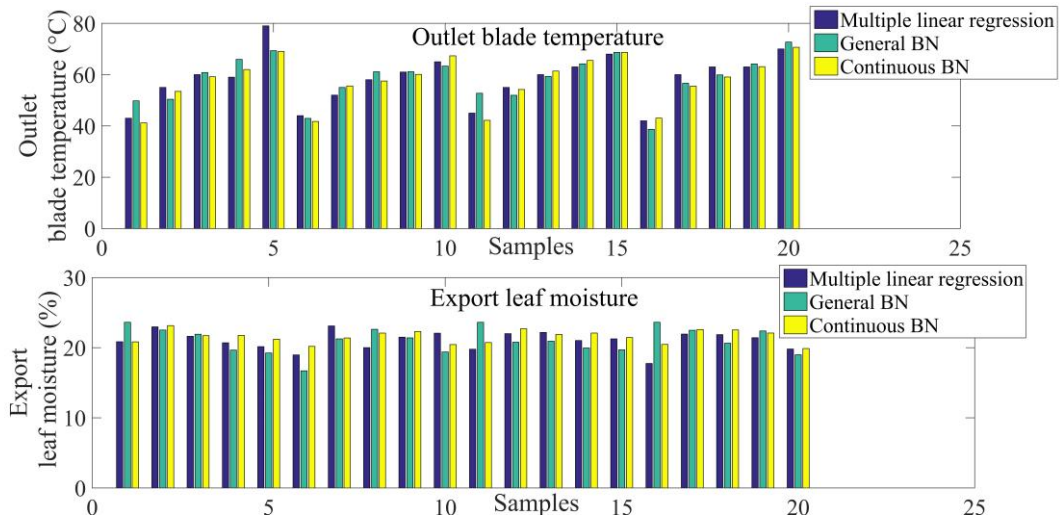 80
60
40
20
0
Outlet
blade temperature (°C)
Outlet blade temperature
Multiple linear regression
General BN
Continuous BN
0
5
10
15
20
25
Samples
30
20
10
0
Export
leaf moisture (%)
Export leaf moisture
Multiple linear regression
General BN
Continuous BN
0
5
10
15
20
25
Samples